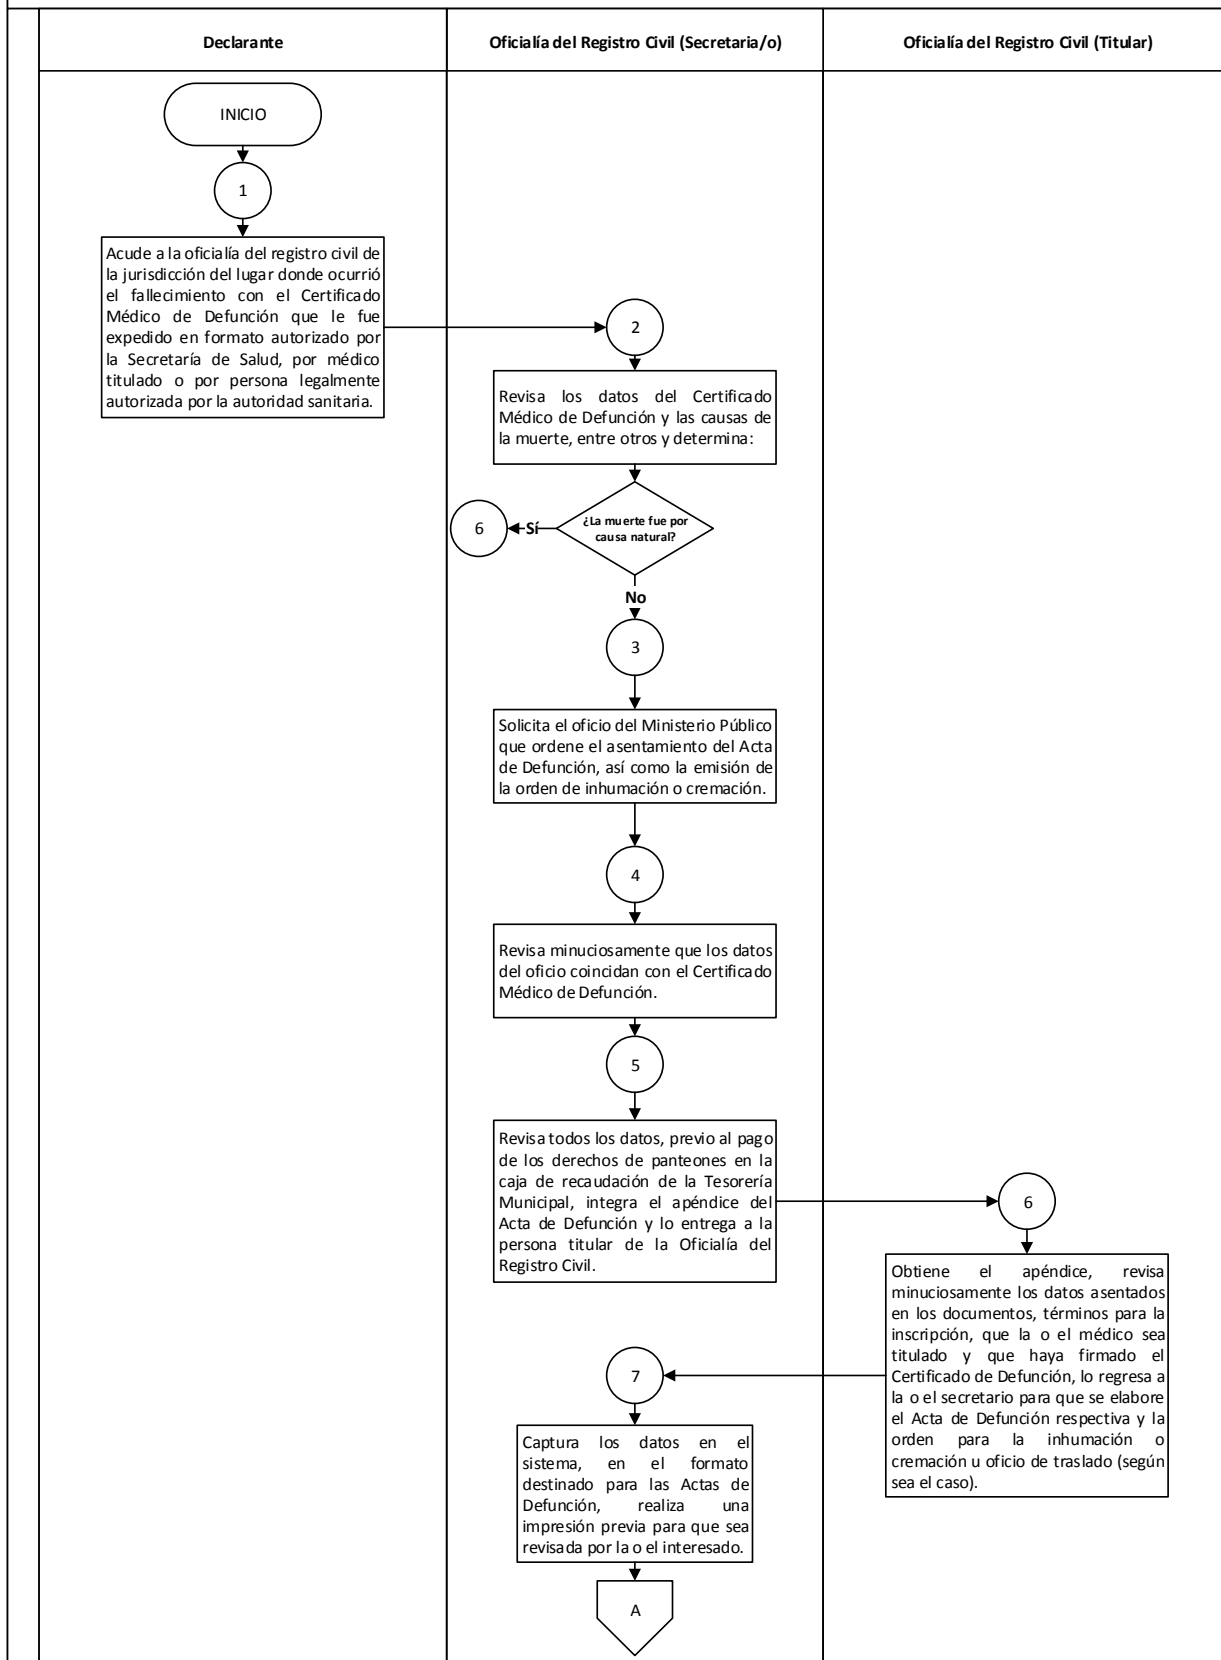 Declarante
Oficialía del Registro Civil (Secretaria/o)
Oficialía del Registro Civil (Titular)
INICIO
1
Acude a la oficialía del registro civil de
la jurisdicción del lugar donde ocurrió
el fallecimiento con el Certificado
Médico de Defunción que le fue
expedido en formato autorizado por
la Secretaría de Salud, por médico
titulado o por persona legalmente
autorizada por la autoridad sanitaria.
2
Revisa los datos del Certificado
Médico de Defunción y las causas de
la muerte, entre otros y determina:
¿La muerte fue por
causa natural?
Sí
6
No
3
Solicita el oficio del Ministerio Público
que ordene el asentamiento del Acta
de Defunción, así como la emisión de
la orden de inhumación o cremación.
4
Revisa minuciosamente que los datos
del oficio coincidan con el Certificado
Médico de Defunción.
5
Revisa todos los datos, previo al pago
de los derechos de panteones en la
caja de recaudación de la Tesorería
Municipal, integra el apéndice del
Acta de Defunción y lo entrega a la
persona titular de la Oficialía del
Registro Civil.
6
Obtiene el apéndice, revisa
minuciosamente los datos asentados
en los documentos, términos para la
inscripción, que la o el médico sea
titulado y que haya firmado el
Certificado de Defunción, lo regresa a
la o el secretario para que se elabore
el Acta de Defunción respectiva y la
orden para la inhumación o
cremación u oficio de traslado (según
sea el caso).
7
Captura los datos en el
sistema, en el formato
destinado para las Actas de
Defunción, realiza una
impresión previa para que sea
revisada por la o el interesado.
A